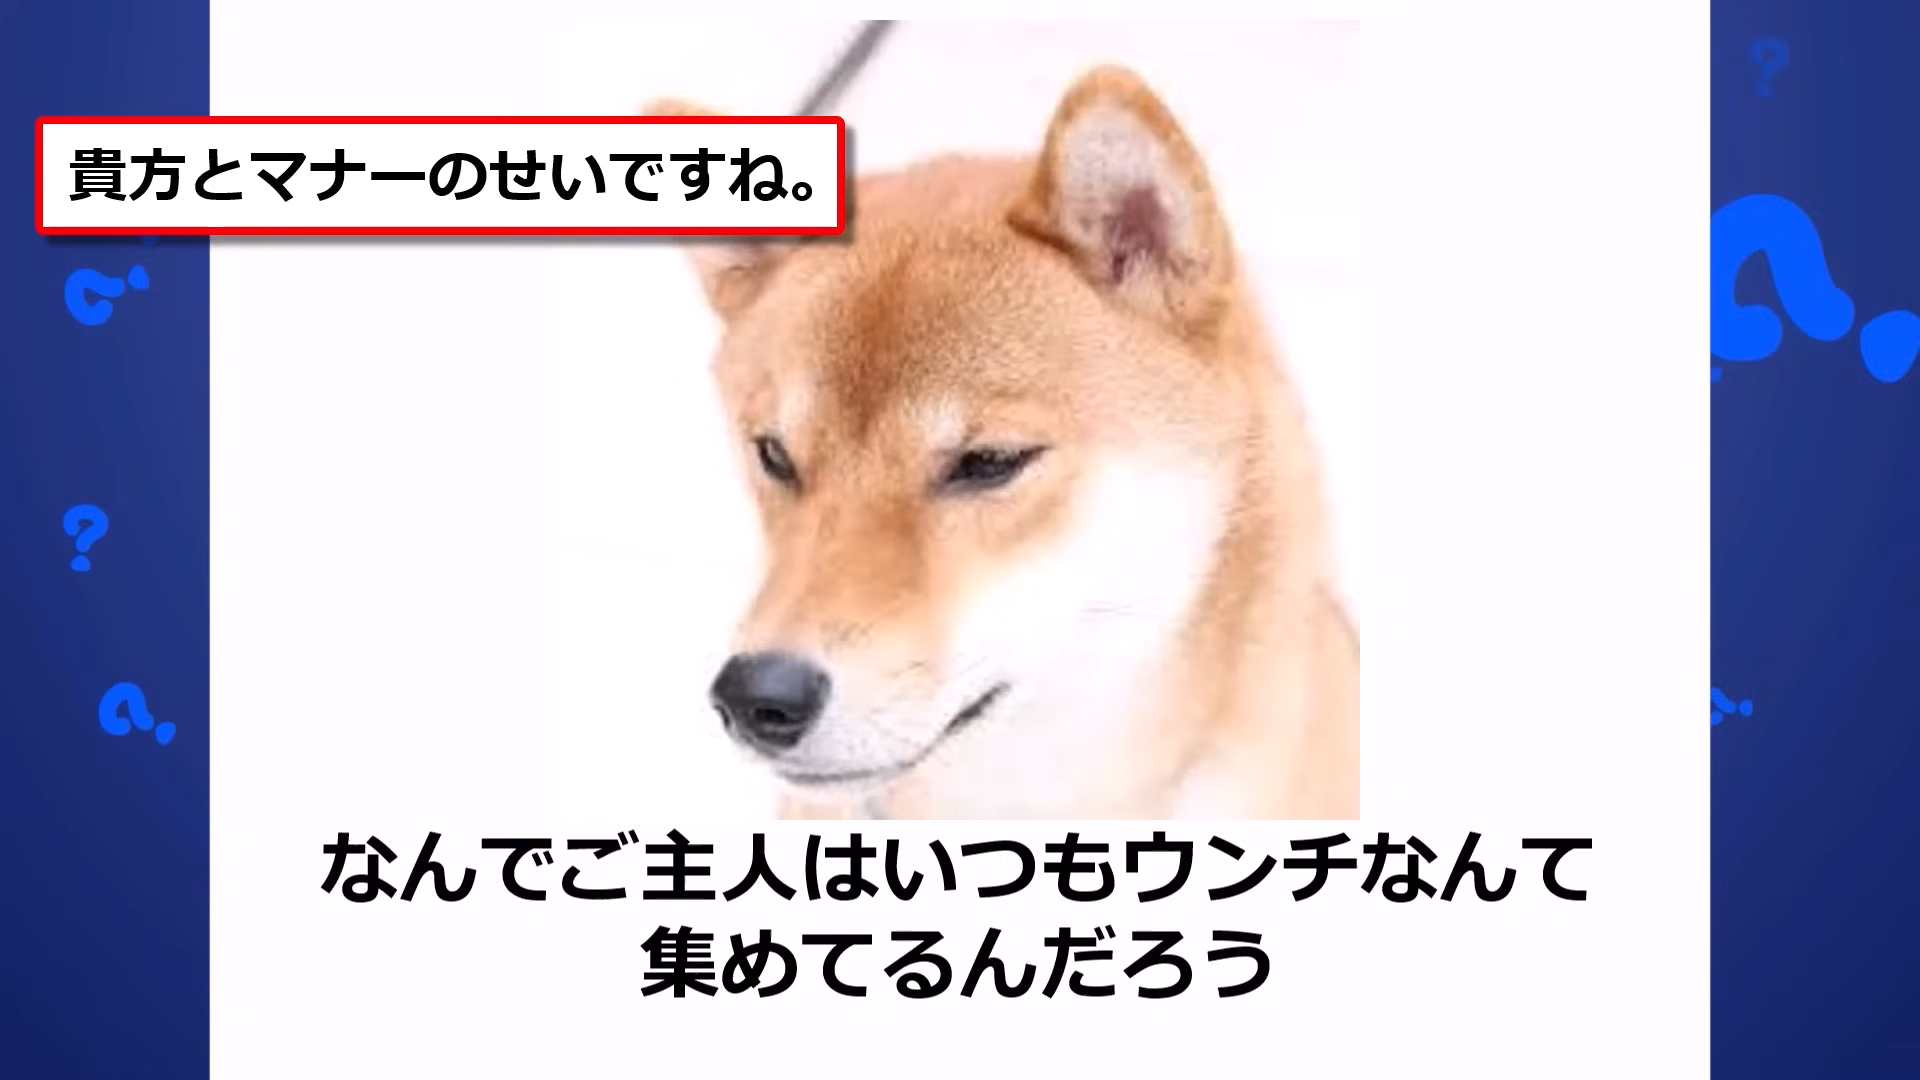 貴方とマナーのせいですね。
なんでご主人はいつもウンチなんて
集めてるんだろう